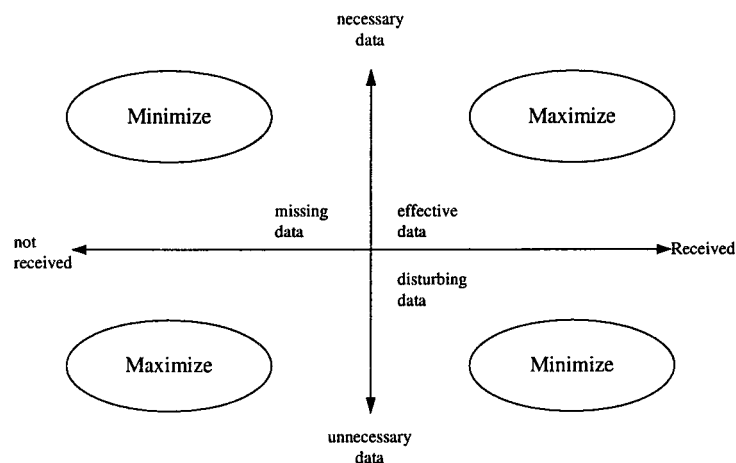 necessary
data
Minimize
Maximize
missing
data
effective
data
not
received
Received
disturbing
data
Maximize
Minimize
unnecessary
data